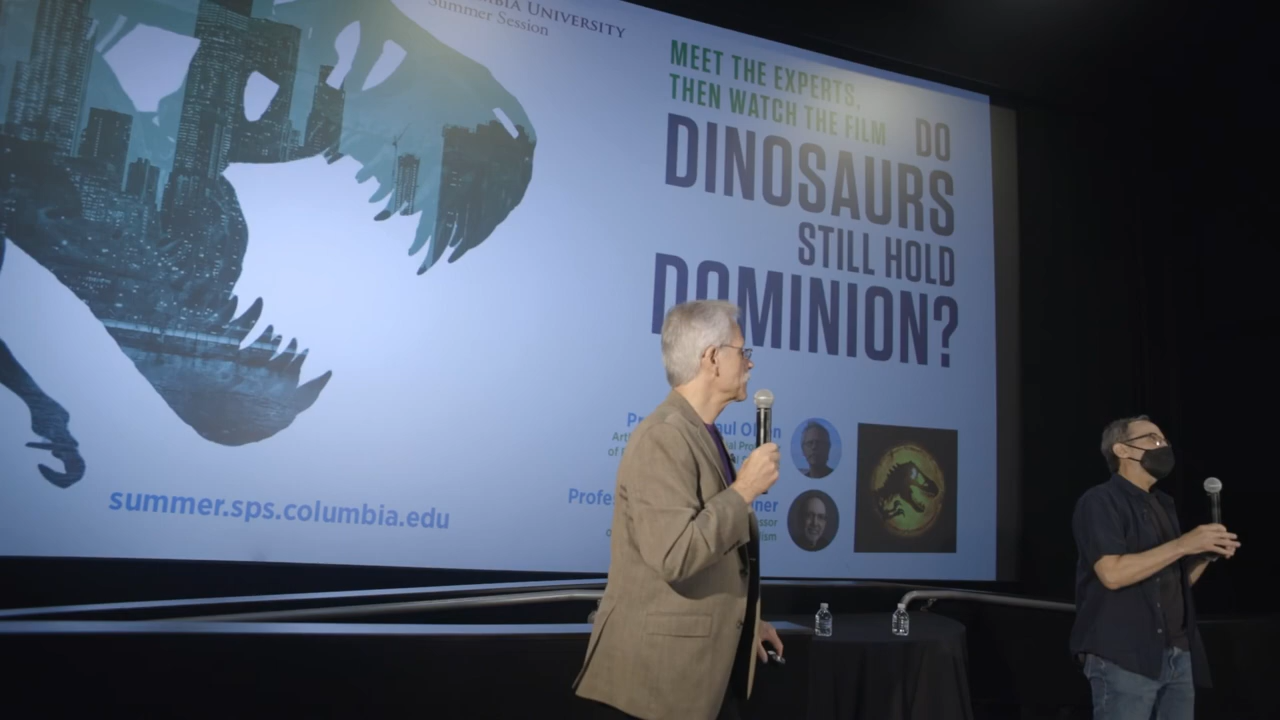 UNIVERSITY
Summer Session
MEET THE EXPERTS,
THEN WATCH THE FILM
DO
DINOSAURS
STILL HOLD
DOMINION?
summer.sps.columbia.edu